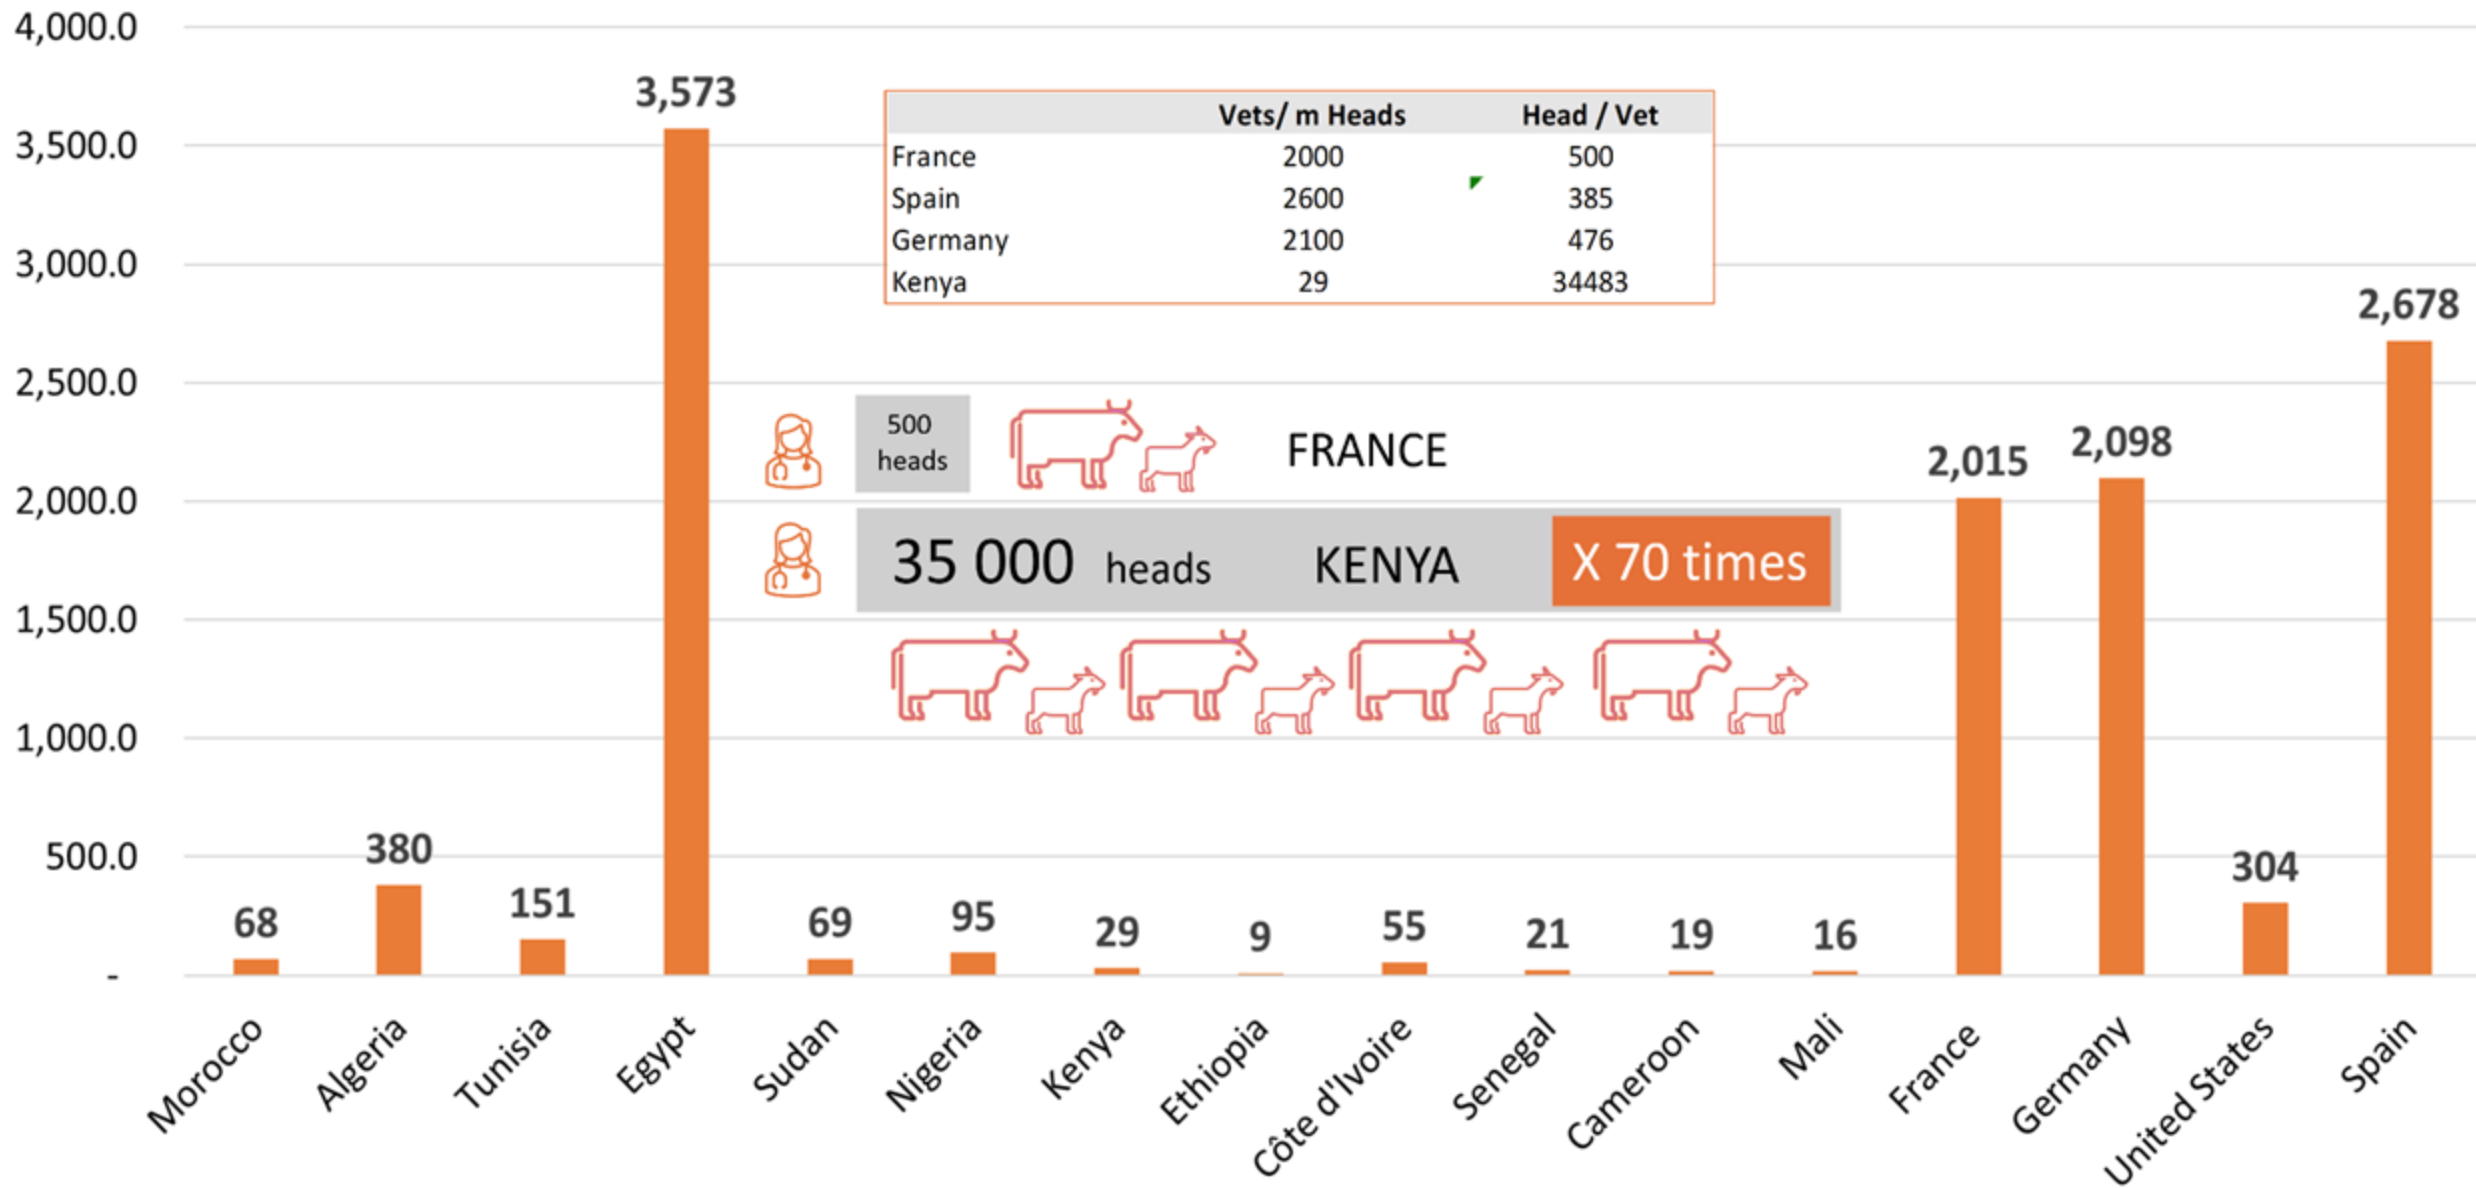 4,000.0
3,500.0
3,000.0
2,500.0
2,000.0
1,500.0
1,000.0
500.0
-
68
380
151
3,573
69
95
29
9
55
21
19
16
2,015
2,098
304
2,678
Vets/ m Heads Head / Vet
France 2000 500
Spain 2600 385
Germany 2100 476
Kenya 29 34483
500
heads
FRANCE
35 000 heads KENYA X 70 times
Morocco
Algeria
Tunisia
Egypt
Sudan
Nigeria
Kenya
Ethiopia
Côte d'Ivoire
Senegal
Cameroon
Mali
France
Germany
United States
Spain